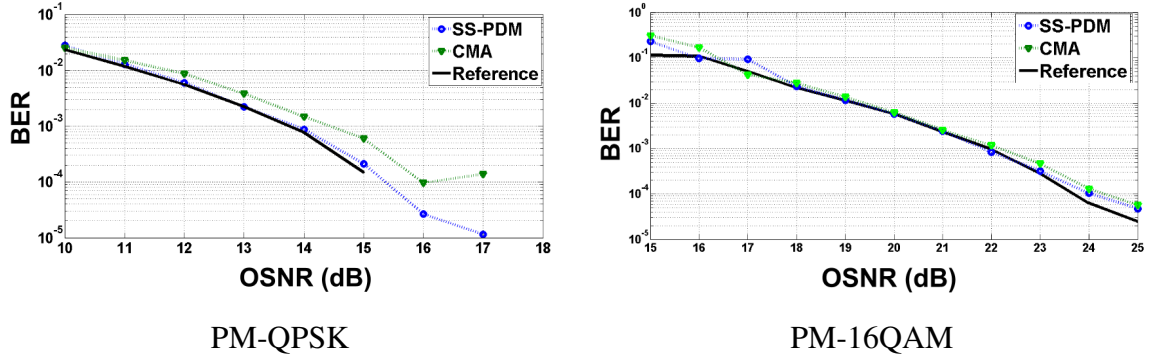 10^-1
10^-2
10^-3
10^-4
10^-5
BER
10 11 12 13 14 15 16 17 18
OSNR (dB)
SS-PDM
CMA
Reference
PM-QPSK
10^0
10^-1
10^-2
10^-3
10^-4
10^-5
BER
15 16 17 18 19 20 21 22 23 24 25
OSNR (dB)
SS-PDM
CMA
Reference
PM-16QAM